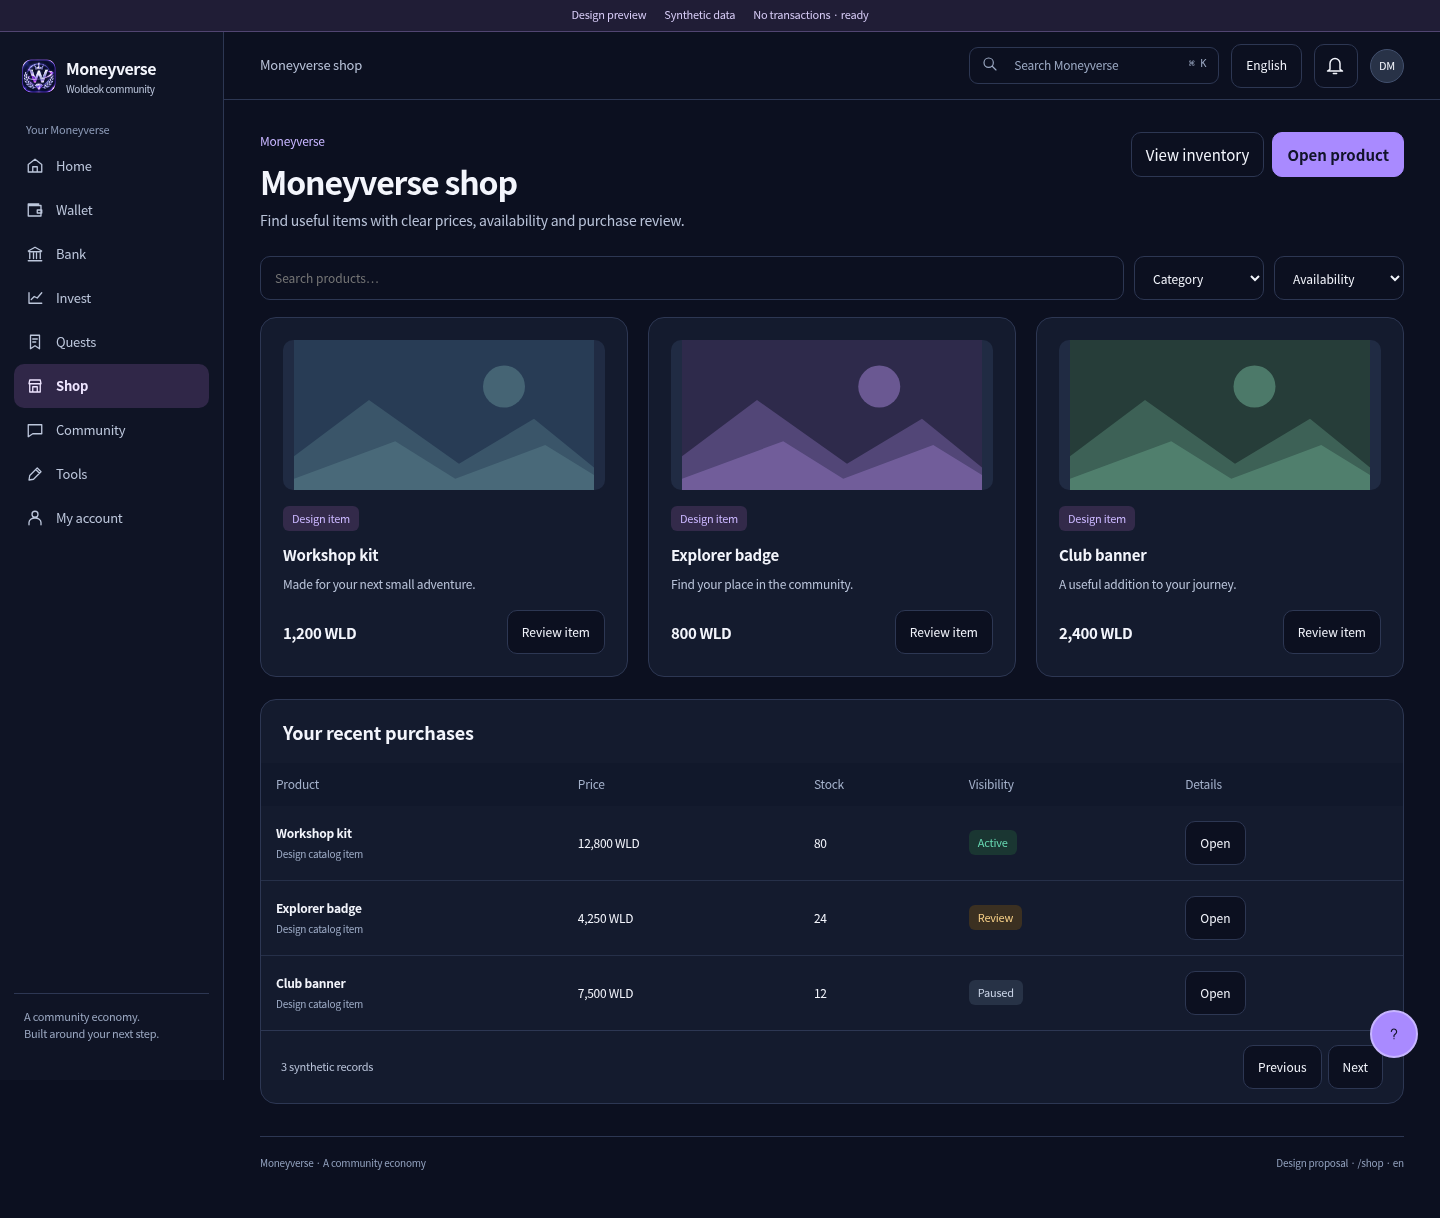 Design preview Synthetic data No transactions · ready
Moneyverse
Woldeok community
Your Moneyverse
Home
Wallet
Bank
Invest
Quests
Shop
Community
Tools
My account
A community economy.
Built around your next step.
Moneyverse shop
Search Moneyverse ⌘ K
English
DM
Moneyverse
Moneyverse shop
Find useful items with clear prices, availability and purchase review.
View inventory
Open product
Search products…
Category
Availability
Design item
Workshop kit
Made for your next small adventure.
1,200 WLD
Review item
Design item
Explorer badge
Find your place in the community.
800 WLD
Review item
Design item
Club banner
A useful addition to your journey.
2,400 WLD
Review item
Your recent purchases
Product Price Stock Visibility Details
Workshop kit
Design catalog item
12,800 WLD 80 Active Open
Explorer badge
Design catalog item
4,250 WLD 24 Review Open
Club banner
Design catalog item
7,500 WLD 12 Paused Open
?
3 synthetic records
Previous
Next
Moneyverse · A community economy
Design proposal · /shop · en